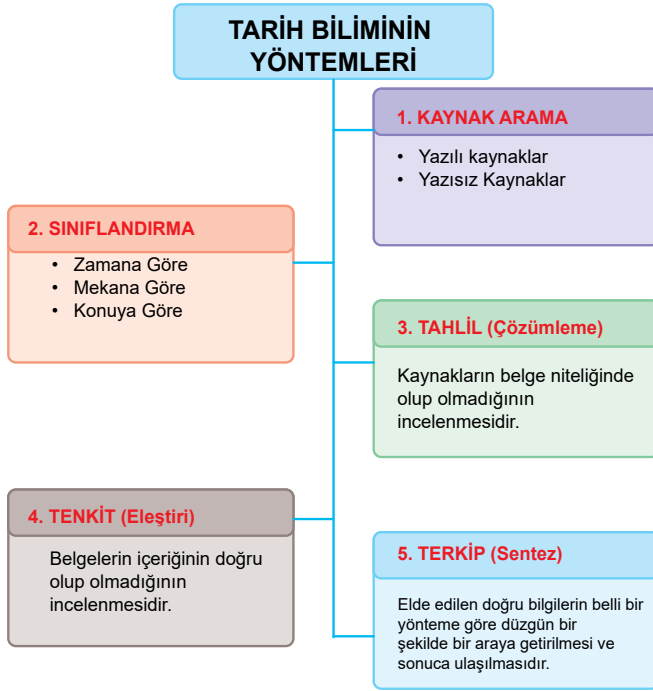 TARİH BİLİMİNİN
YÖNTEMLERİ
1. KAYNAK ARAMA
• Yazılı kaynaklar
• Yazısız Kaynaklar
2. SINIFLANDIRMA
• Zamana Göre
• Mekana Göre
• Konuya Göre
3. TAHLİL (Çözümleme)
Kaynakların belge niteliğinde
olup olmadığının
incelenmesidir.
4. TENKİT (Eleştiri)
Belgelerin içeriğinin doğru
olup olmadığının
incelenmesidir.
5. TERKİP (Sentez)
Elde edilen doğru bilgilerin belli bir
yönteme göre düzgün bir
şekilde bir araya getirilmesi ve
sonuca ulaşılmasıdır.